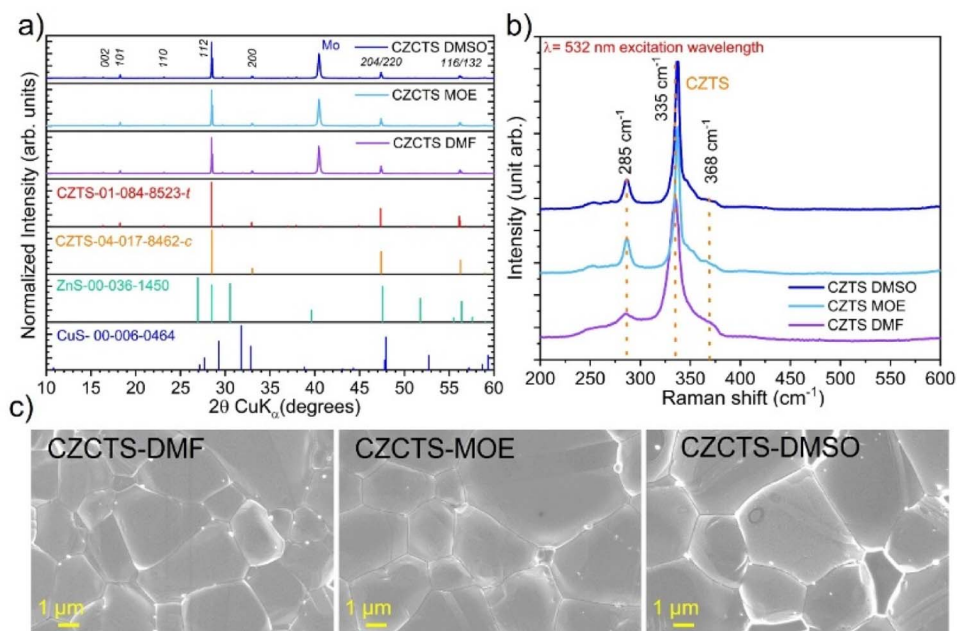 a)
Normalized Intensity (arb. units)
002 101 110 112 200 204/220 116/132
Mo
CZCTS DMSO
CZCTS MOE
CZCTS DMF
CZTS-01-084-8523-t
CZTS-04-017-8462-c
ZnS-00-036-1450
CuS- 00-006-0464
10 15 20 25 30 35 40 45 50 55 60
2θ CuKα(degrees)
b)
Intensity (unit arb.)
λ= 532 nm excitation wavelength
CZTS
285 cm⁻¹
335 cm⁻¹
368 cm⁻¹
CZTS DMSO
CZTS MOE
CZTS DMF
200 250 300 350 400 450 500 550 600
Raman shift (cm⁻¹)
c)
CZCTS-DMF
1 µm
CZCTS-MOE
1 µm
CZCTS-DMSO
1 µm